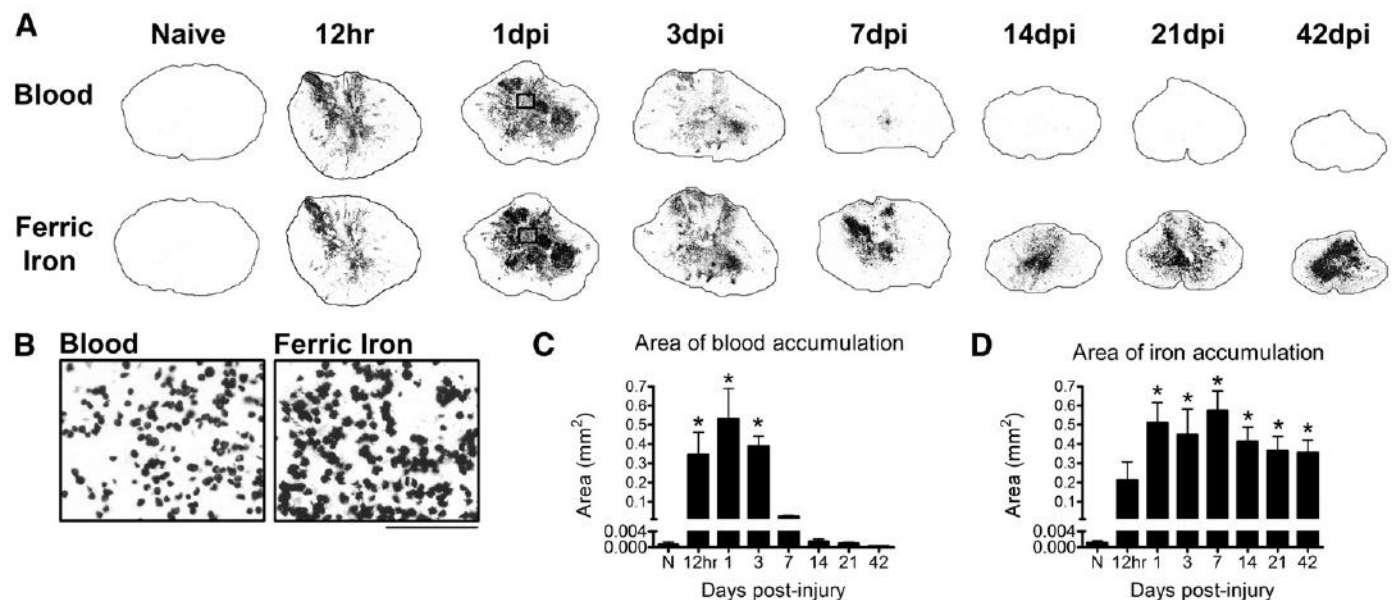 A
Naive 12hr 1dpi 3dpi 7dpi 14dpi 21dpi 42dpi
Blood
Ferric
Iron
B Blood Ferric Iron
C Area of blood accumulation
Area (mm²)
0.7
0.6
0.5
0.4
0.3
0.2
0.1
0.004
0.000
* * *
N 12hr 1 3 7 14 21 42
Days post-injury
D Area of iron accumulation
Area (mm²)
0.7
0.6
0.5
0.4
0.3
0.2
0.1
0.004
0.000
* * * * * *
N 12hr 1 3 7 14 21 42
Days post-injury